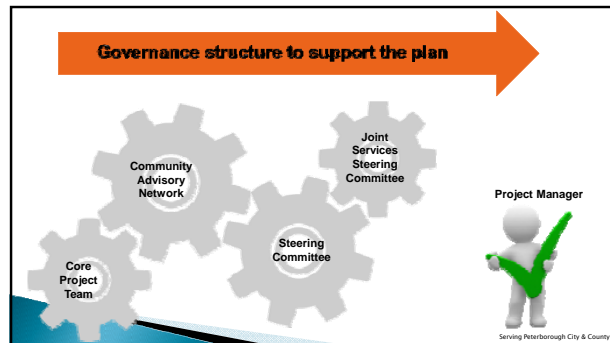 Governance structure to support the plan
Joint
Services
Steering
Committee
Community
Advisory
Network
Project Manager
Steering
Committee
Core
Project
Team
Serving Peterborough City & County